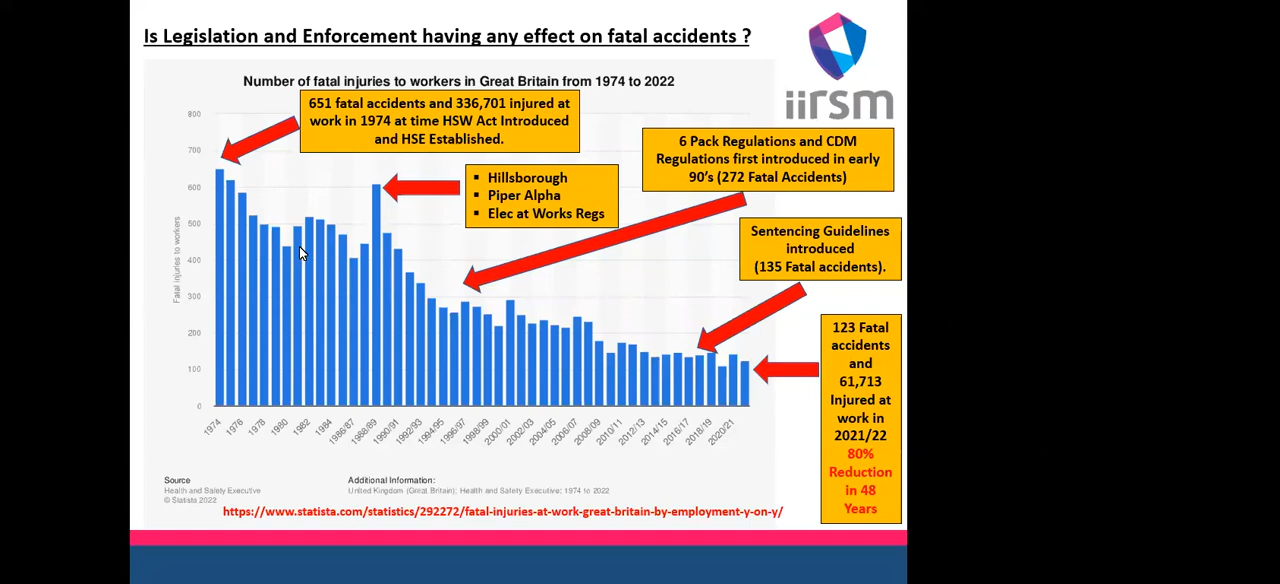 Is Legislation and Enforcement having any effect on fatal accidents ?
iirsm
Number of fatal injuries to workers in Great Britain from 1974 to 2022
651 fatal accidents and 336,701 injured at
work in 1974 at time HSW Act Introduced
and HSE Established.
▪ Hillsborough
▪ Piper Alpha
▪ Elec at Works Regs
6 Pack Regulations and CDM
Regulations first introduced in early
90's (272 Fatal Accidents)
Sentencing Guidelines
introduced
(135 Fatal accidents).
123 Fatal
accidents
and
61,713
Injured at
work in
2021/22
80%
Reduction
in 48
Years
Fatal injuries to workers
800
700
600
500
400
300
200
100
0
1974
1976
1978
1980
1982
1984
1986/87
1988/89
1990/91
1992/93
1994/95
1996/97
1998/99
2000/01
2002/03
2004/05
2006/07
2008/09
2010/11
2012/13
2014/15
2016/17
2018/19
2020/21
Source
Health and Safety Executive
© Statista 2022
Additional Information:
United Kingdom (Great Britain); Health and Safety Executive; 1974 to 2022
https://www.statista.com/statistics/292272/fatal-injuries-at-work-great-britain-by-employment-y-on-y/